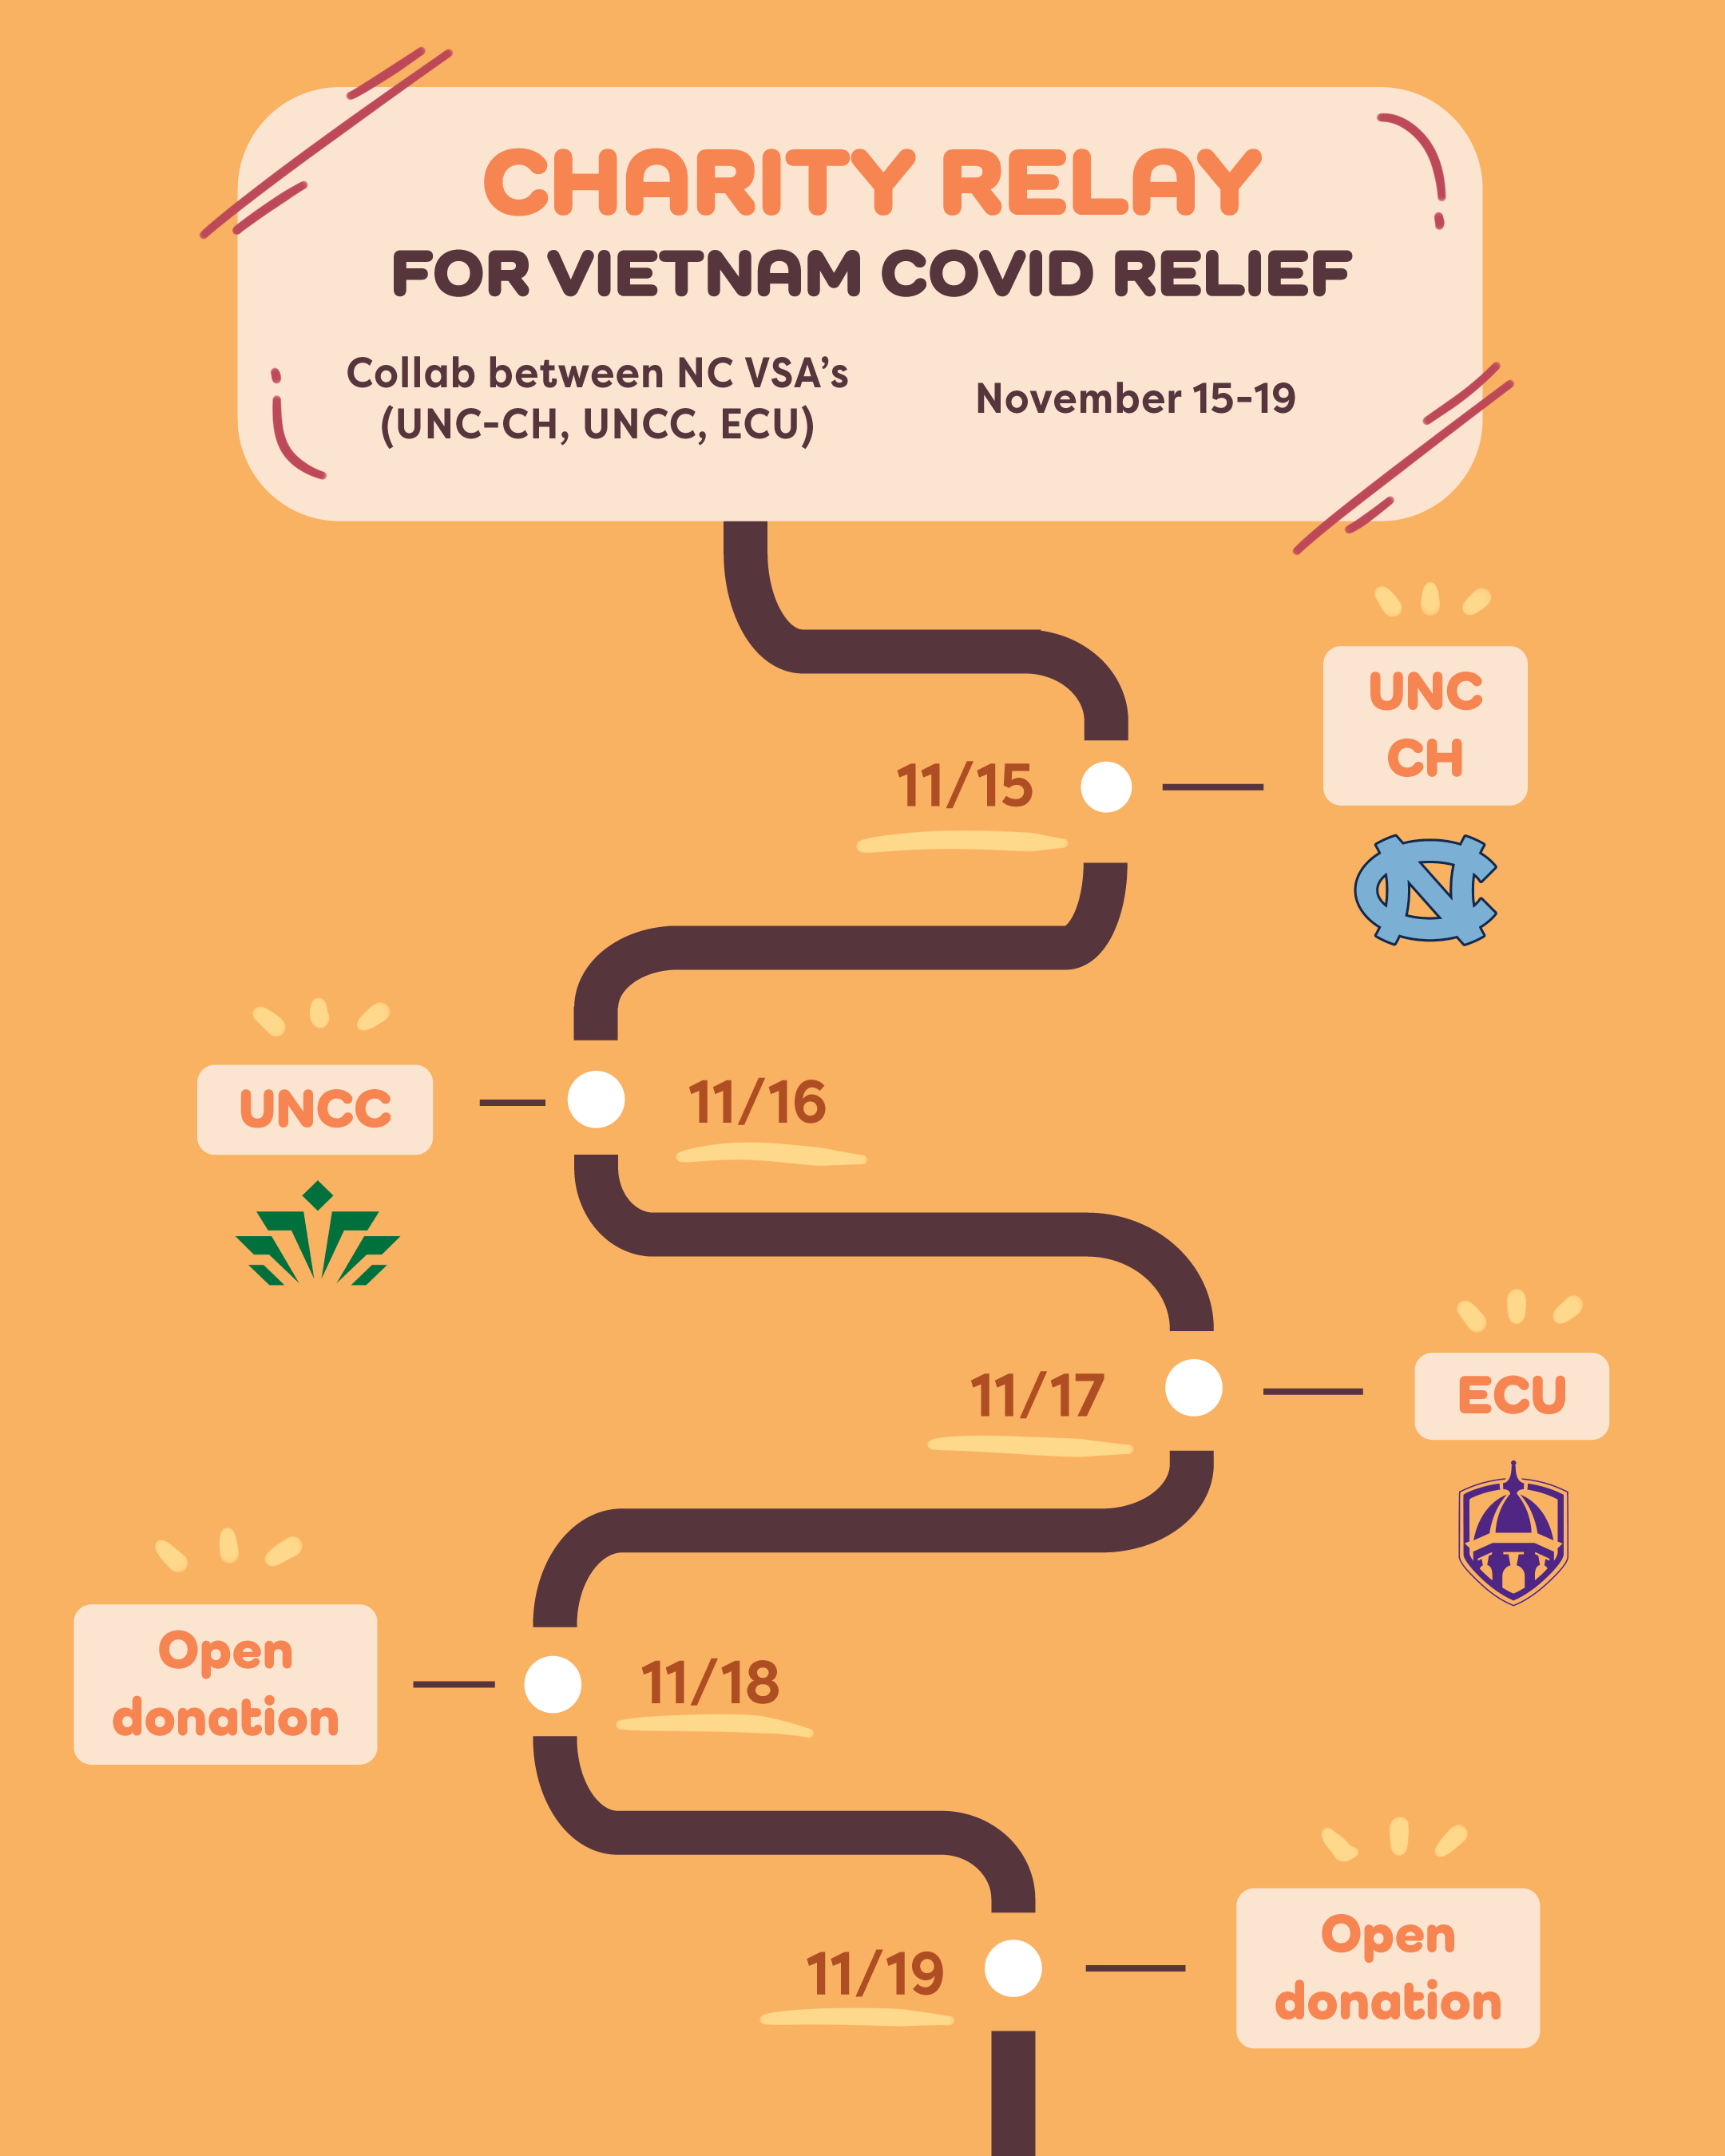 CHARITY RELAY
FOR VIETNAM COVID RELIEF
Collab between NC VSA's
(UNC-CH, UNCC, ECU)
November 15-19
11/15
UNC
CH
NC
UNCC
11/16
11/17
ECU
Open
donation
11/18
11/19
Open
donation